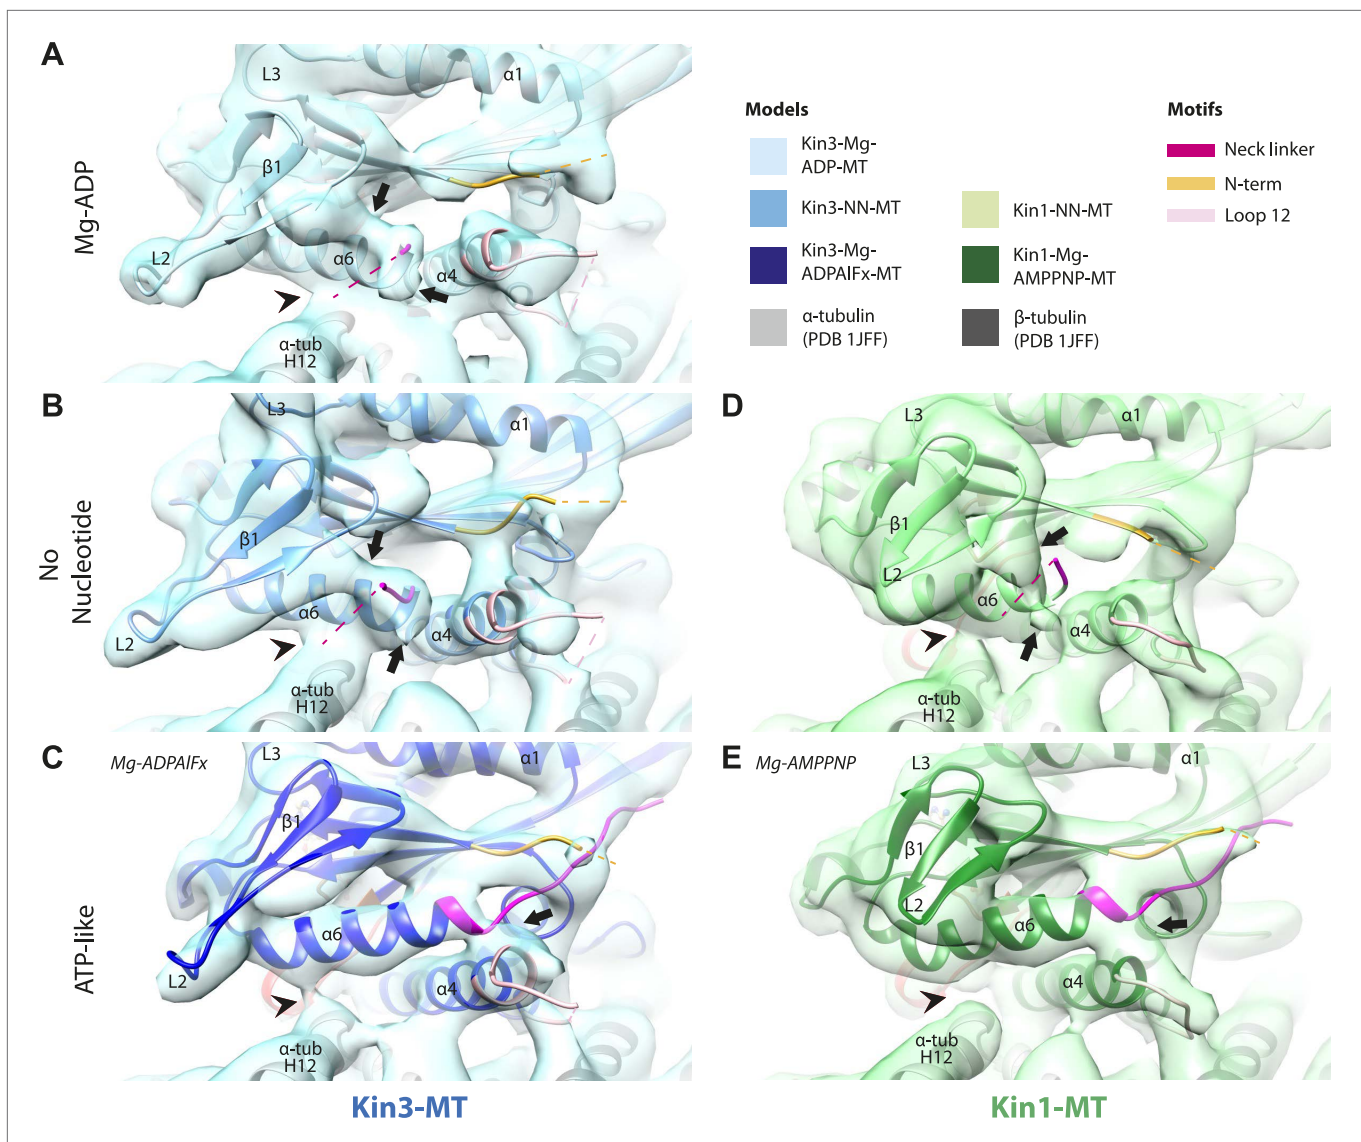 A
L3
α1
β1
L2
α6
α4
α-tub
H12
Mg-ADP
Models
Kin3-Mg-
ADP-MT
Kin3-NN-MT
Kin3-Mg-
ADPAlFx-MT
α-tubulin
(PDB 1JFF)
Kin1-NN-MT
Kin1-Mg-
AMPPNP-MT
β-tubulin
(PDB 1JFF)
Motifs
Neck linker
N-term
Loop 12
B
L3
α1
β1
L2
α6
α4
α-tub
H12
No
Nucleotide
D
L3
α1
β1
L2
α6
α4
α-tub
H12
C
Mg-ADPAlFx
L3
α1
β1
L2
α6
α4
α-tub
H12
ATP-like
E
Mg-AMPPNP
L3
α1
β1
L2
α6
α4
α-tub
H12
Kin3-MT
Kin1-MT